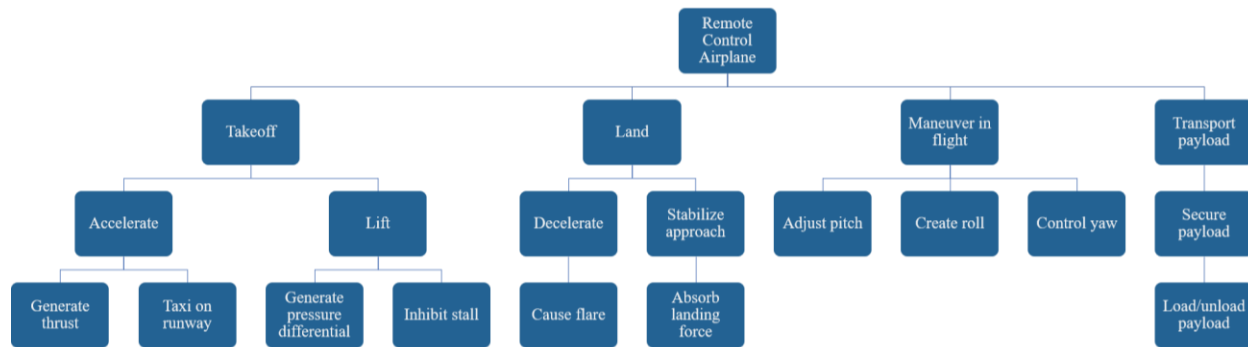 Remote
Control
Airplane
Takeoff
Land
Maneuver in
flight
Transport
payload
Accelerate
Lift
Decelerate
Stabilize
approach
Adjust pitch
Create roll
Control yaw
Secure
payload
Generate
thrust
Taxi on
runway
Generate
pressure
differential
Inhibit stall
Cause flare
Absorb
landing
force
Load/unload
payload